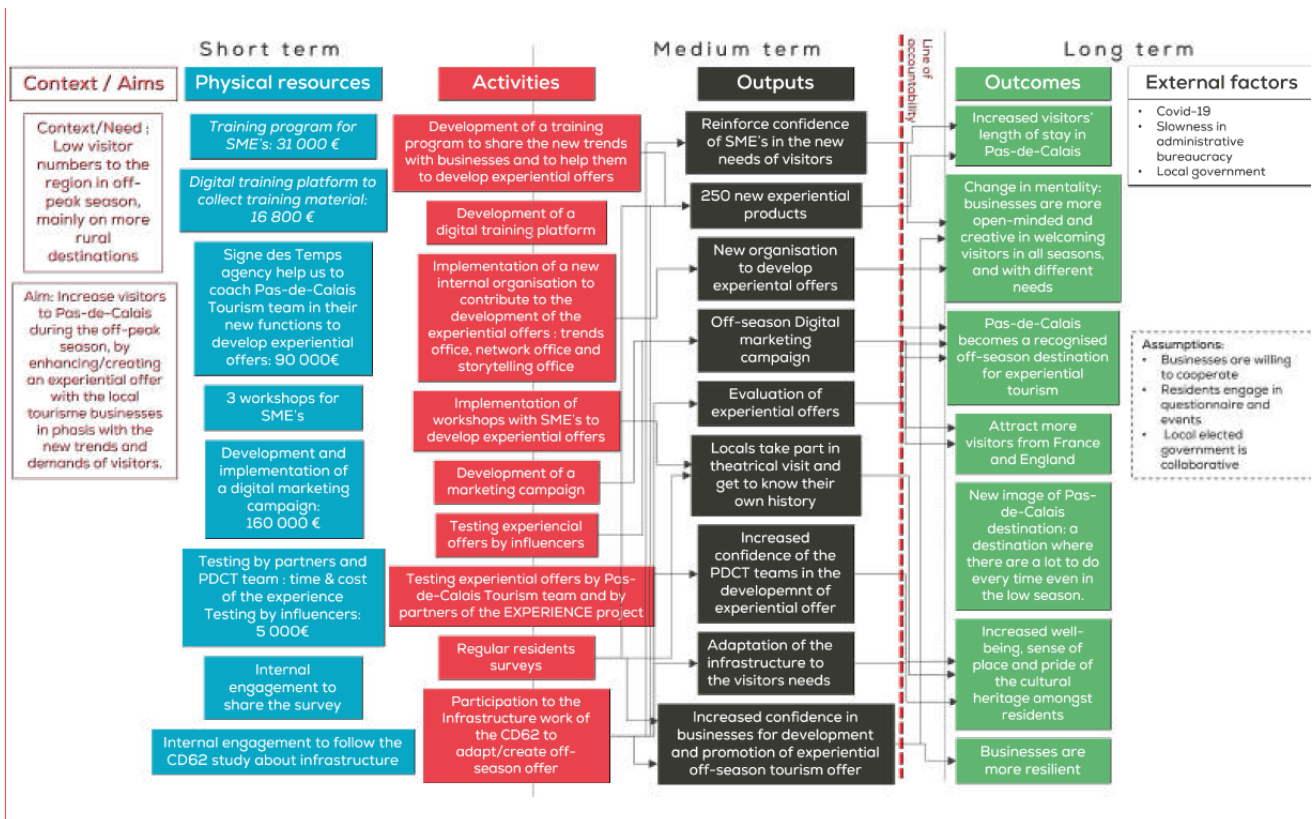 Short term
Medium term
Long term
Line of
accountability
Context / Aims
Context/Need :
Low visitor
numbers to the
region in off-
peak season,
mainly on more
rural
destinations
Aim: Increase visitors
to Pas-de-Calais
during the off-peak
season, by
enhancing/creating
an experiential offer
with the local
tourisme businesses
in phasis with the
new trends and
demands of visitors.
Physical resources
Training program for
SME's: 31 000 €
Digital training platform to
collect training material:
16 800 €
Signe des Temps
agency help us to
coach Pas-de-Calais
Tourism team in their
new functions to
develop experiential
offers: 90 000€
3 workshops for
SME's
Development and
implementation of
a digital marketing
campaign:
160 000 €
Testing by partners and
PDCT team : time & cost
of the experience
Testing by influencers:
5 000€
Internal
engagement to
share the survey
Internal engagement to follow the
CD62 study about infrastructure
Activities
Development of a training
program to share the new trends
with businesses and to help them
to develop experiential offers
Development of a
digital training platform
Implementation of a new
internal organisation to
contribute to the
development of the
experiential offers : trends
office, network office and
storytelling office
Implementation of
workshops with SME's to
develop experiential offers
Development of a
marketing campaign
Testing experiencial
offers by influencers
Testing experiential offers by Pas-
de-Calais Tourism team and by
partners of the EXPERIENCE project
Regular residents
surveys
Participation to the
Infrastructure work of
the CD62 to
adapt/create off-
season offer
Outputs
Reinforce confidence
of SME's in the new
needs of visitors
250 new experiential
products
New organisation to
develop
experiental offers
Off-season Digital
marketing
campaign
Evaluation of
experiential offers
Locals take part in
theatrical visit and
get to know their
own history
Increased
confidence of the
PDCT teams in the
developemnt of
experiential offer
Adaptation of the
infrastructure to
the visitors needs
Increased confidence in
businesses for development
and promotion of experiential
off-season tourism offer
Outcomes
Increased visitors'
length of stay in
Pas-de-Calais
Change in mentality:
businesses are more
open-minded and
creative in welcoming
visitors in all seasons,
and with different
needs
Pas-de-Calais
becomes a recognised
off-season destination
for experiential
tourism
Attract more
visitors from France
and England
New image of Pas-
de-Calais
destination: a
destination where
there are a lot to do
every time even in
the low season.
Increased well-
being, sense of
place and pride of
the cultural
heritage amongst
residents
Businesses are
more resilient
External factors
• Covid-19
• Slowness in
administrative
bureaucracy
• Local government
Assumptions:
• Businesses are willing
to cooperate
• Residents engage in
questionnaire and
events
• Local elected
government is
collaborative